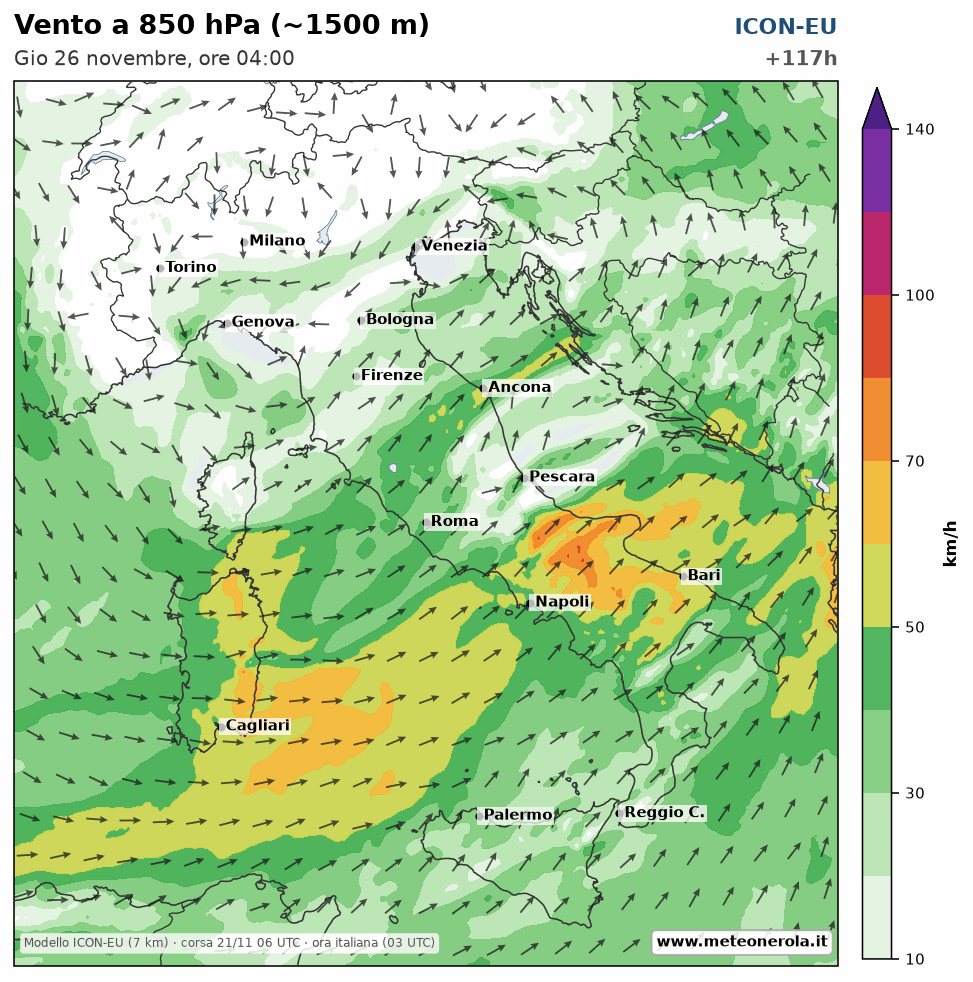 Vento a 850 hPa (~1500 m)
ICON-EU
Gio 26 novembre, ore 04:00
+117h
140
100
70
50
30
10
km/h
Milano
Venezia
Torino
Genova
Bologna
Firenze
Ancona
Pescara
Roma
Bari
Napoli
Cagliari
Palermo
Reggio C.
Modello ICON-EU (7 km) · corsa 21/11 06 UTC · ora italiana (03 UTC)
www.meteonerola.it